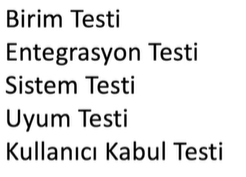 Birim Testi
Entegrasyon Testi
Sistem Testi
Uyum Testi
Kullanıcı Kabul Testi